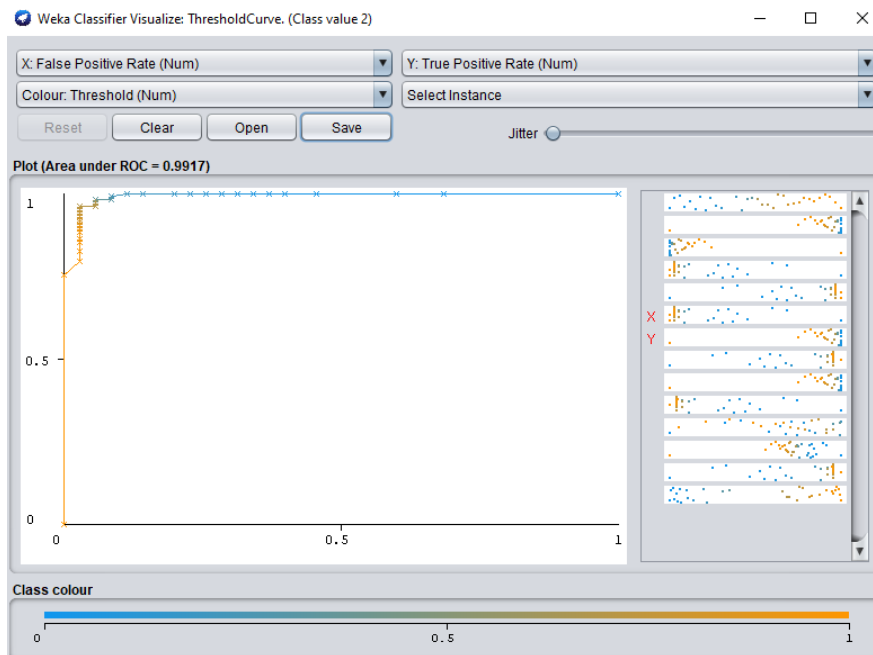 Weka Classifier Visualize: ThresholdCurve. (Class value 2)
X: False Positive Rate (Num) Y: True Positive Rate (Num)
Colour: Threshold (Num) Select Instance
Reset Clear Open Save Jitter
Plot (Area under ROC = 0.9917)
1
X
Y
0.5
0
0 0.5 1
Class colour
0 0.5 1